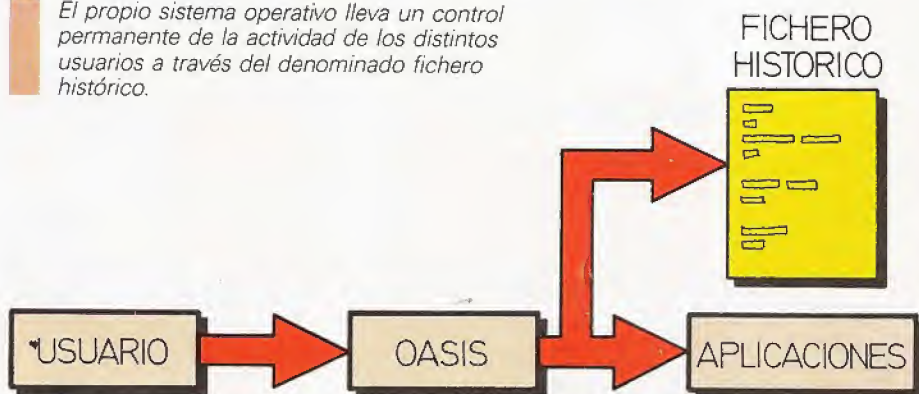 El propio sistema operativo lleva un control
permanente de la actividad de los distintos
usuarios a través del denominado fichero
histórico.
FICHERO
HISTORICO
USUARIO
OASIS
APLICACIONES